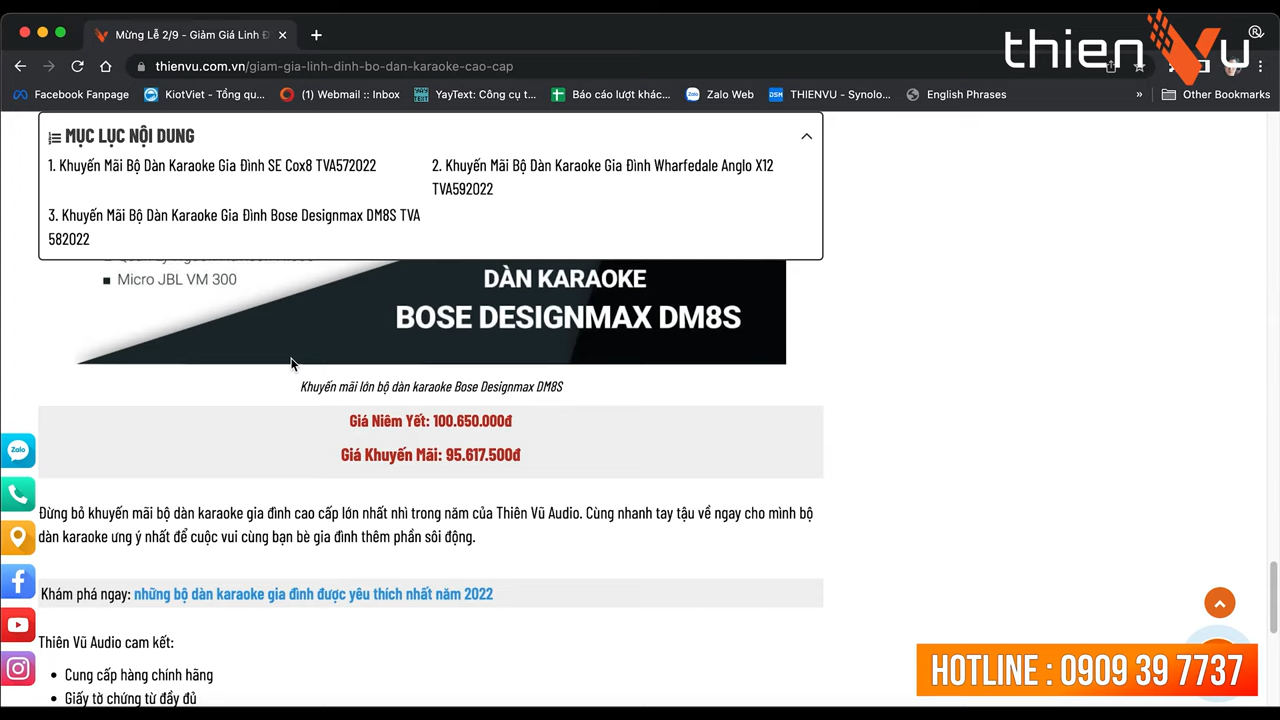 Mừng Lễ 2/9 - Giảm Giá Linh Đ
thienvu.com.vn/giam-gia-linh-dinh-bo-dan-karaoke-cao-cap
thien Vu
Facebook Fanpage
KiotViet - Tổng qu...
(1) Webmail :: Inbox
YayText: Công cụ t...
Báo cáo lượt khác...
Zalo Web
THIENVU - Synolo...
English Phrases
»
Other Bookmarks
MỤC LỤC NỘI DUNG
1. Khuyến Mãi Bộ Dàn Karaoke Gia Đình SE Cox8 TVA572022
2. Khuyến Mãi Bộ Dàn Karaoke Gia Đình Wharfedale Anglo X12
TVA592022
3. Khuyến Mãi Bộ Dàn Karaoke Gia Đình Bose Designmax DM8S TVA
582022
Micro JBL VM 300
DÀN KARAOKE
BOSE DESIGNMAX DM8S
Khuyến mãi lớn bộ dàn karaoke Bose Designmax DM8S
Giá Niêm Yết: 100.650.000đ
Giá Khuyến Mãi: 95.617.500đ
Đừng bỏ khuyến mãi bộ dàn karaoke gia đình cao cấp lớn nhất nhì trong năm của Thiên Vũ Audio. Cùng nhanh tay tậu về ngay cho mình bộ
dàn karaoke ưng ý nhất để cuộc vui cùng bạn bè gia đình thêm phần sôi động.
Khám phá ngay: những bộ dàn karaoke gia đình được yêu thích nhất năm 2022
Thiên Vũ Audio cam kết:
• Cung cấp hàng chính hãng
• Giấy tờ chứng từ đầy đủ
Zalo
HOTLINE : 0909 39 7737